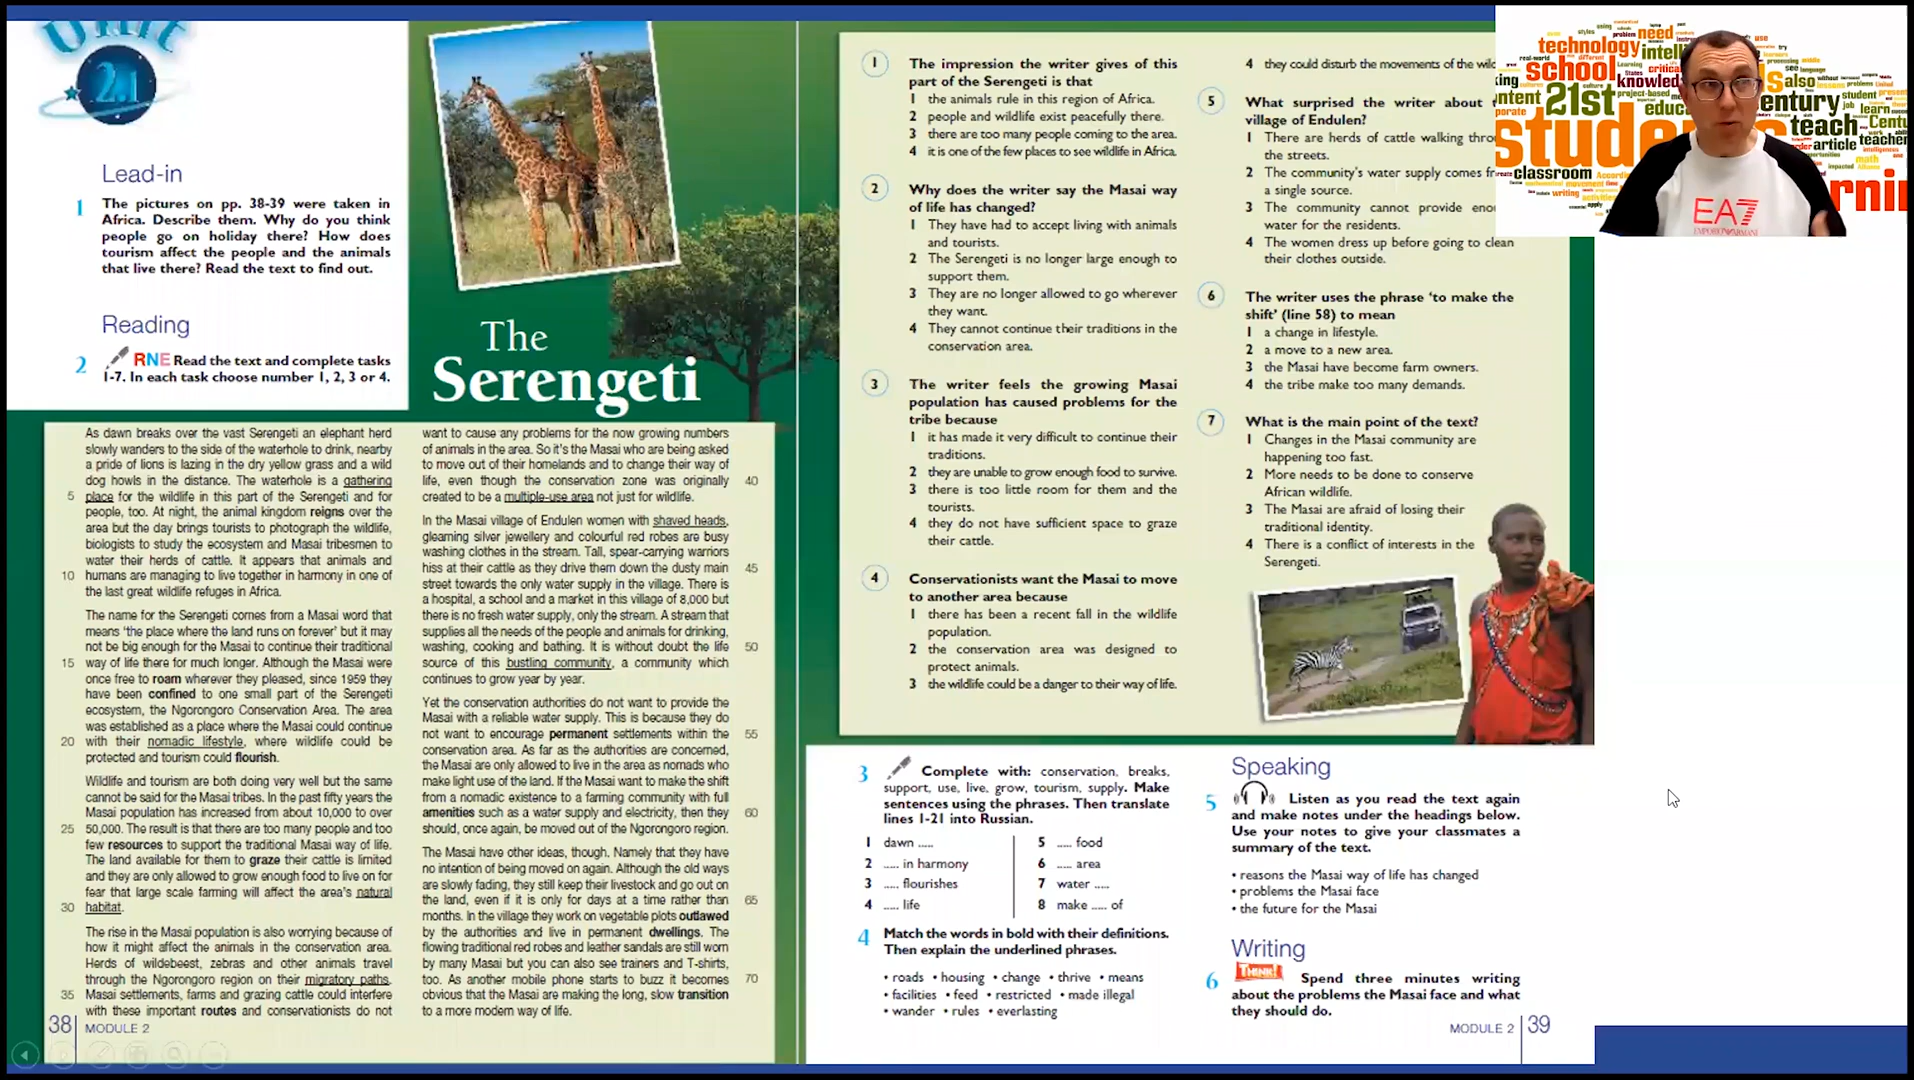 Unit
2.1
Lead-in
1 The pictures on pp. 38-39 were taken in
Africa. Describe them. Why do you think
people go on holiday there? How does
tourism affect the people and the animals
that live there? Read the text to find out.
Reading
2 RNE Read the text and complete tasks
1-7. In each task choose number 1, 2, 3 or 4.
The
Serengeti
As dawn breaks over the vast Serengeti an elephant herd
slowly wanders to the side of the waterhole to drink, nearby
a pride of lions is lazing in the dry yellow grass and a wild
dog howls in the distance. The waterhole is a gathering
5 place for the wildlife in this part of the Serengeti and for
people, too. At night, the animal kingdom reigns over the
area but the day brings tourists to photograph the wildlife,
biologists to study the ecosystem and Masai tribesmen to
water their herds of cattle. It appears that animals and
10 humans are managing to live together in harmony in one of
the last great wildlife refuges in Africa.
The name for the Serengeti comes from a Masai word that
means 'the place where the land runs on forever' but it may
not be big enough for the Masai to continue their traditional
15 way of life there for much longer. Although the Masai were
once free to roam wherever they pleased, since 1959 they
have been confined to one small part of the Serengeti
ecosystem, the Ngorongoro Conservation Area. The area
was established as a place where the Masai could continue
20 with their nomadic lifestyle, where wildlife could be
protected and tourism could flourish.
Wildlife and tourism are both doing very well but the same
cannot be said for the Masai tribes. In the past fifty years the
Masai population has increased from about 10,000 to over
25 50,000. The result is that there are too many people and too
few resources to support the traditional Masai way of life.
The land available for them to graze their cattle is limited
and they are only allowed to grow enough food to live on for
fear that large scale farming will affect the area's natural
30 habitat.
The rise in the Masai population is also worrying because of
how it might affect the animals in the conservation area.
Herds of wildebeest, zebras and other animals travel
through the Ngorongoro region on their migratory paths.
35 Masai settlements, farms and grazing cattle could interfere
with these important routes and conservationists do not
38 MODULE 2
want to cause any problems for the now growing numbers
of animals in the area. So it's the Masai who are being asked
to move out of their homelands and to change their way of
life, even though the conservation zone was originally 40
created to be a multiple-use area not just for wildlife.
In the Masai village of Endulen women with shaved heads,
gleaming silver jewellery and colourful red robes are busy
washing clothes in the stream. Tall, spear-carrying warriors
hiss at their cattle as they drive them down the dusty main 45
street towards the only water supply in the village. There is
a hospital, a school and a market in this village of 8,000 but
there is no fresh water supply, only the stream. A stream that
supplies all the needs of the people and animals for drinking,
washing, cooking and bathing. It is without doubt the life 50
source of this bustling community, a community which
continues to grow year by year.
Yet the conservation authorities do not want to provide the
Masai with a reliable water supply. This is because they do
not want to encourage permanent settlements within the 55
conservation area. As far as the authorities are concerned,
the Masai are only allowed to live in the area as nomads who
make light use of the land. If the Masai want to make the shift
from a nomadic existence to a farming community with full
amenities such as a water supply and electricity, then they 60
should, once again, be moved out of the Ngorongoro region.
The Masai have other ideas, though. Namely that they have
no intention of being moved on again. Although the old ways
are slowly fading, they still keep their livestock and go out on
the land, even if it is only for days at a time rather than 65
months. In the village they work on vegetable plots outlawed
by the authorities and live in permanent dwellings. The
flowing traditional red robes and leather sandals are still worn
by many Masai but you can also see trainers and T-shirts,
too. As another mobile phone starts to buzz it becomes 70
obvious that the Masai are making the long, slow transition
to a more modern way of life.
1 The impression the writer gives of this
part of the Serengeti is that
1 the animals rule in this region of Africa.
2 people and wildlife exist peacefully there.
3 there are too many people coming to the area.
4 it is one of the few places to see wildlife in Africa.
2 Why does the writer say the Masai way
of life has changed?
1 They have had to accept living with animals
and tourists.
2 The Serengeti is no longer large enough to
support them.
3 They are no longer allowed to go wherever
they want.
4 They cannot continue their traditions in the
conservation area.
3 The writer feels the growing Masai
population has caused problems for the
tribe because
1 it has made it very difficult to continue their
traditions.
2 they are unable to grow enough food to survive.
3 there is too little room for them and the
tourists.
4 they do not have sufficient space to graze
their cattle.
4 Conservationists want the Masai to move
to another area because
1 there has been a recent fall in the wildlife
population.
2 the conservation area was designed to
protect animals.
3 the wildlife could be a danger to their way of life.
4 they could disturb the movements of the
5 What surprised the writer about
village of Endulen?
1 There are herds of cattle walking
the streets.
2 The community's water supply comes
a single source.
3 The community cannot provide
water for the residents.
4 The women dress up before going to clean
their clothes outside.
6 The writer uses the phrase 'to make the
shift' (line 58) to mean
1 a change in lifestyle.
2 a move to a new area.
3 the Masai have become farm owners.
4 the tribe make too many demands.
7 What is the main point of the text?
1 Changes in the Masai community are
happening too fast.
2 More needs to be done to conserve
African wildlife.
3 The Masai are afraid of losing their
traditional identity.
4 There is a conflict of interests in the
Serengeti.
3 Complete with: conservation, breaks,
support, use, live, grow, tourism, supply. Make
sentences using the phrases. Then translate
lines 1-21 into Russian.
1 dawn .....
2 ..... in harmony
3 ..... flourishes
4 ..... life
5 ..... food
6 ..... area
7 water .....
8 make ..... of
4 Match the words in bold with their definitions.
Then explain the underlined phrases.
• roads • housing • change • thrive • means
• facilities • feed • restricted • made illegal
• wander • rules • everlasting
Speaking
5 Listen as you read the text again
and make notes under the headings below.
Use your notes to give your classmates a
summary of the text.
• reasons the Masai way of life has changed
• problems the Masai face
• the future for the Masai
Writing
6 THINK! Spend three minutes writing
about the problems the Masai face and what
they should do.
MODULE 2 39
technology need
school
21st
classroom
also
century
teach
learn
article teacher
EA7
EMPORIO ARMANI